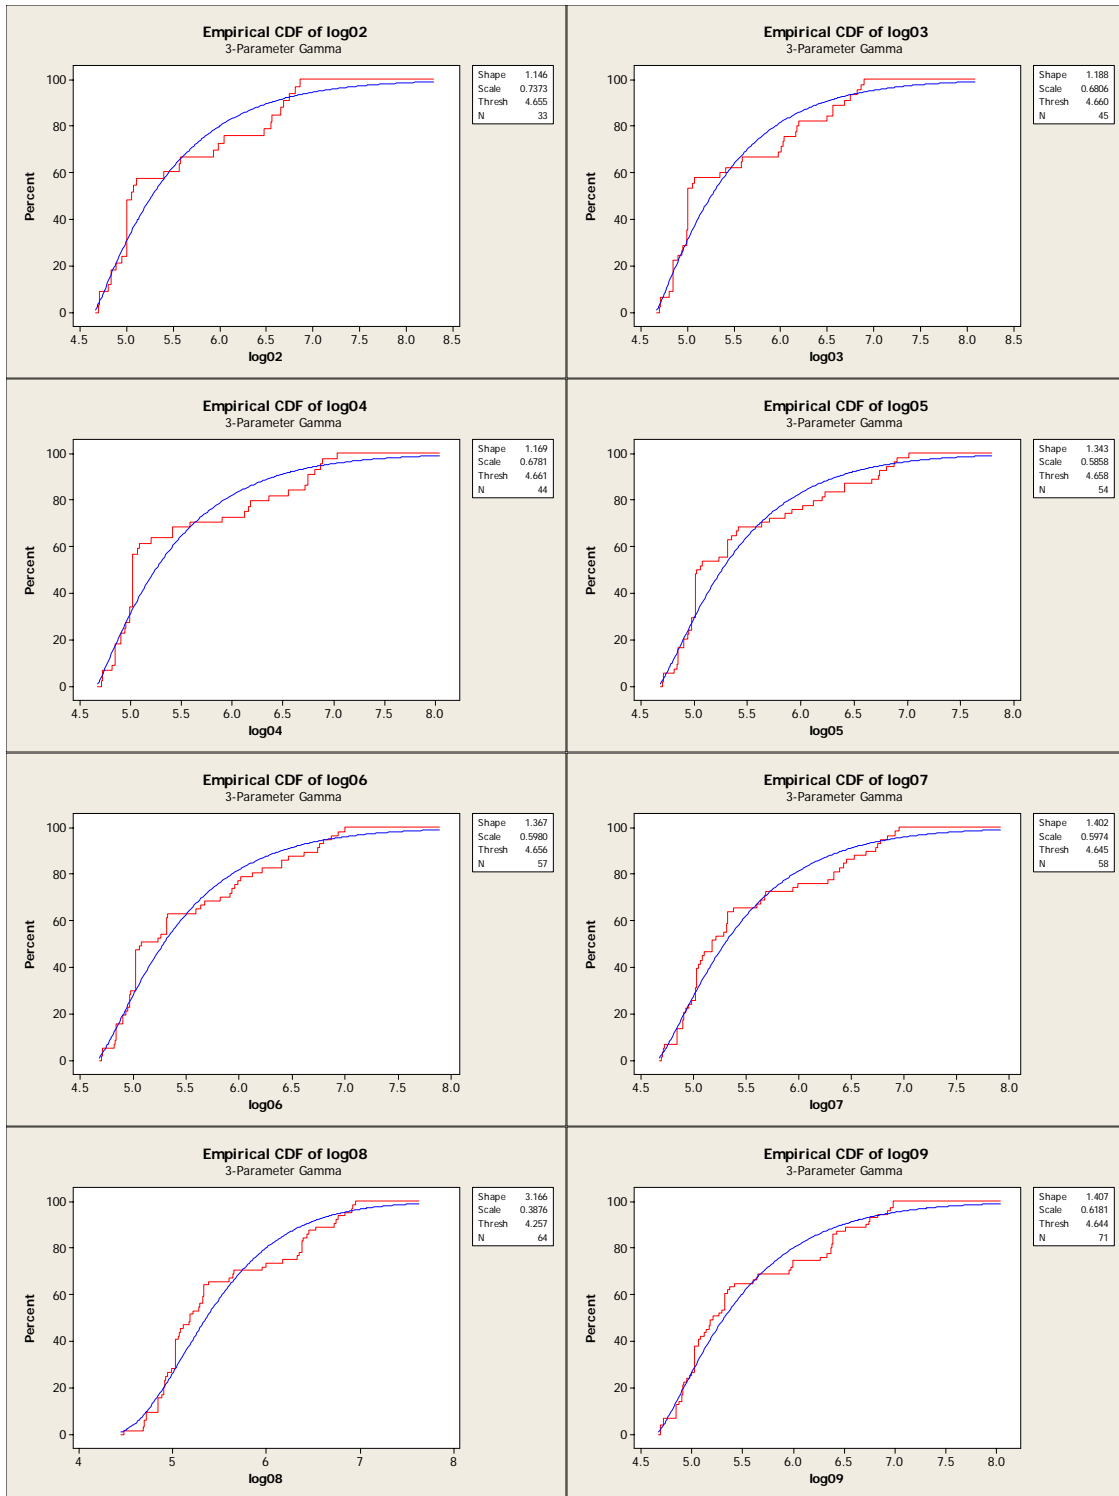 Empirical CDF of log02
3-Parameter Gamma
Shape 1.146
Scale 0.7373
Thresh 4.655
N 33
100
80
60
40
20
0
Percent
4.5 5.0 5.5 6.0 6.5 7.0 7.5 8.0 8.5
log02
Empirical CDF of log03
3-Parameter Gamma
Shape 1.188
Scale 0.6806
Thresh 4.660
N 45
100
80
60
40
20
0
Percent
4.5 5.0 5.5 6.0 6.5 7.0 7.5 8.0 8.5
log03
Empirical CDF of log04
3-Parameter Gamma
Shape 1.169
Scale 0.6781
Thresh 4.661
N 44
100
80
60
40
20
0
Percent
4.5 5.0 5.5 6.0 6.5 7.0 7.5 8.0
log04
Empirical CDF of log05
3-Parameter Gamma
Shape 1.343
Scale 0.5858
Thresh 4.658
N 54
100
80
60
40
20
0
Percent
4.5 5.0 5.5 6.0 6.5 7.0 7.5 8.0
log05
Empirical CDF of log06
3-Parameter Gamma
Shape 1.367
Scale 0.5980
Thresh 4.656
N 57
100
80
60
40
20
0
Percent
4.5 5.0 5.5 6.0 6.5 7.0 7.5 8.0
log06
Empirical CDF of log07
3-Parameter Gamma
Shape 1.402
Scale 0.5974
Thresh 4.645
N 58
100
80
60
40
20
0
Percent
4.5 5.0 5.5 6.0 6.5 7.0 7.5 8.0
log07
Empirical CDF of log08
3-Parameter Gamma
Shape 3.166
Scale 0.3876
Thresh 4.257
N 64
100
80
60
40
20
0
Percent
4 5 6 7 8
log08
Empirical CDF of log09
3-Parameter Gamma
Shape 1.407
Scale 0.6181
Thresh 4.644
N 71
100
80
60
40
20
0
Percent
4.5 5.0 5.5 6.0 6.5 7.0 7.5 8.0
log09